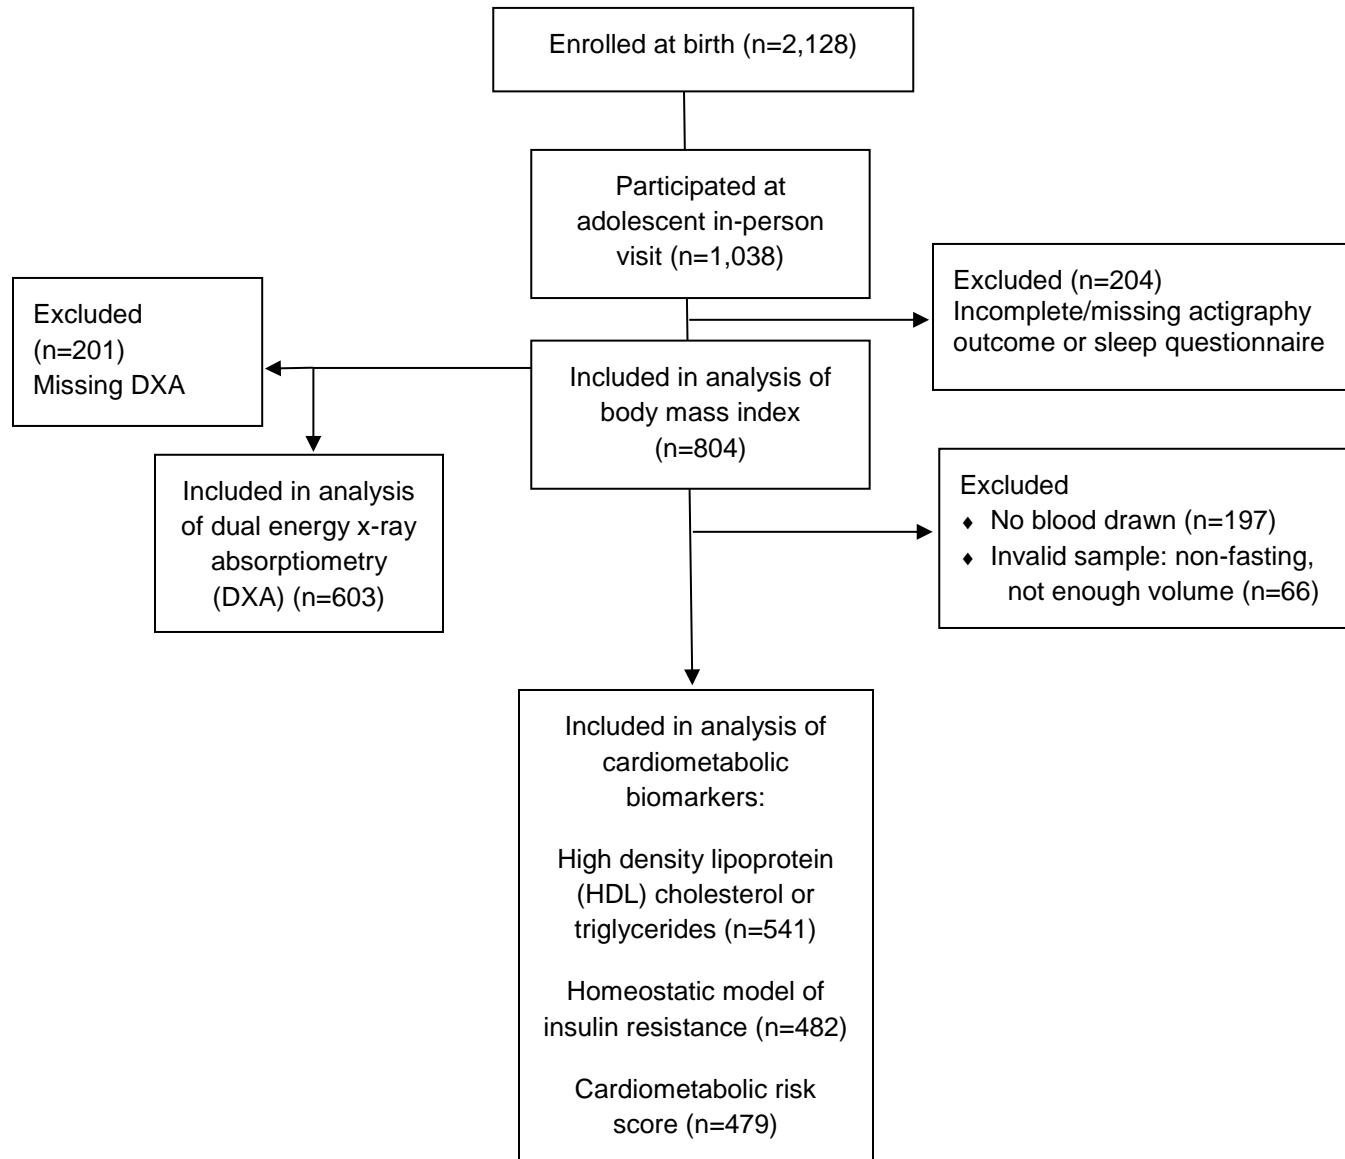 Enrolled at birth (n=2,128)
Participated at
adolescent in-person
visit (n=1,038)
Excluded (n=204)
Incomplete/missing actigraphy
outcome or sleep questionnaire
Excluded
(n=201)
Missing DXA
Included in analysis of
body mass index
(n=804)
Included in analysis
of dual energy x-ray
absorptiometry
(DXA) (n=603)
Excluded
♦ No blood drawn (n=197)
♦ Invalid sample: non-fasting,
not enough volume (n=66)
Included in analysis of
cardiometabolic
biomarkers:
High density lipoprotein
(HDL) cholesterol or
triglycerides (n=541)
Homeostatic model of
insulin resistance (n=482)
Cardiometabolic risk
score (n=479)